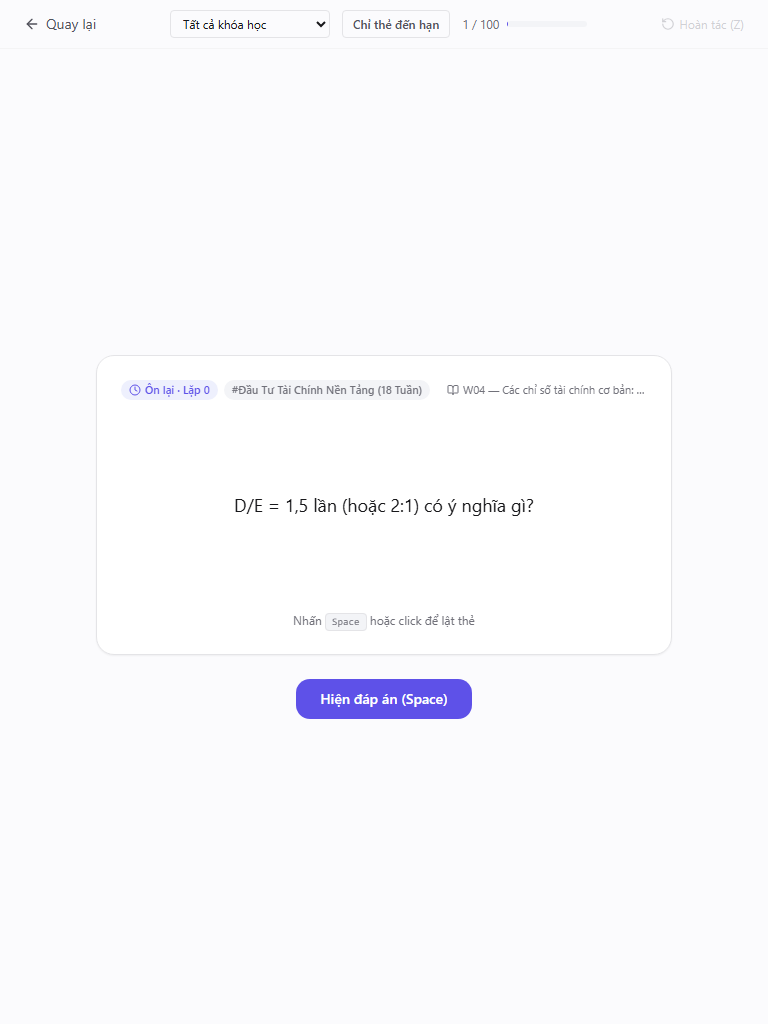 Quay lại
Tất cả khóa học
Chỉ thẻ đến hạn
1 / 100
Hoàn tác (Z)
Ôn lại · Lặp 0
#Đầu Tư Tài Chính Nền Tảng (18 Tuần)
W04 — Các chỉ số tài chính cơ bản: ...
D/E = 1,5 lần (hoặc 2:1) có ý nghĩa gì?
Nhấn Space hoặc click để lật thẻ
Hiện đáp án (Space)